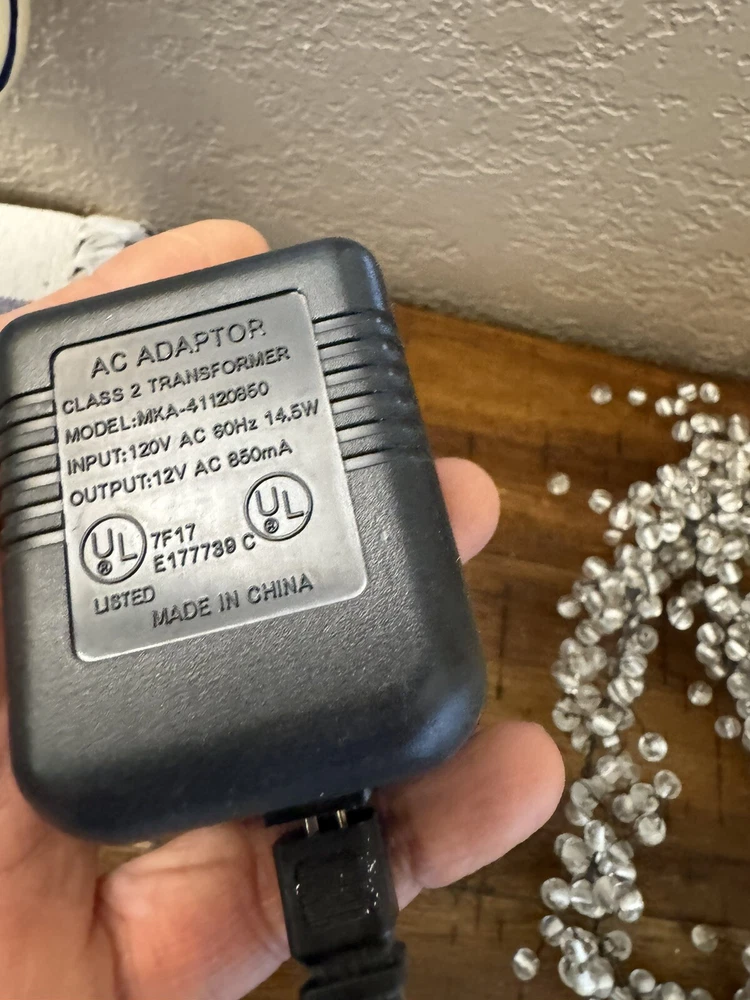 AC ADAPTOR
CLASS 2 TRANSFORMER
MODEL:MKA-41120850
INPUT:120V AC 60Hz 14.5W
OUTPUT:12V AC 850mA
UL ® 7F17 UL ®
E177739 C
LISTED
MADE IN CHINA